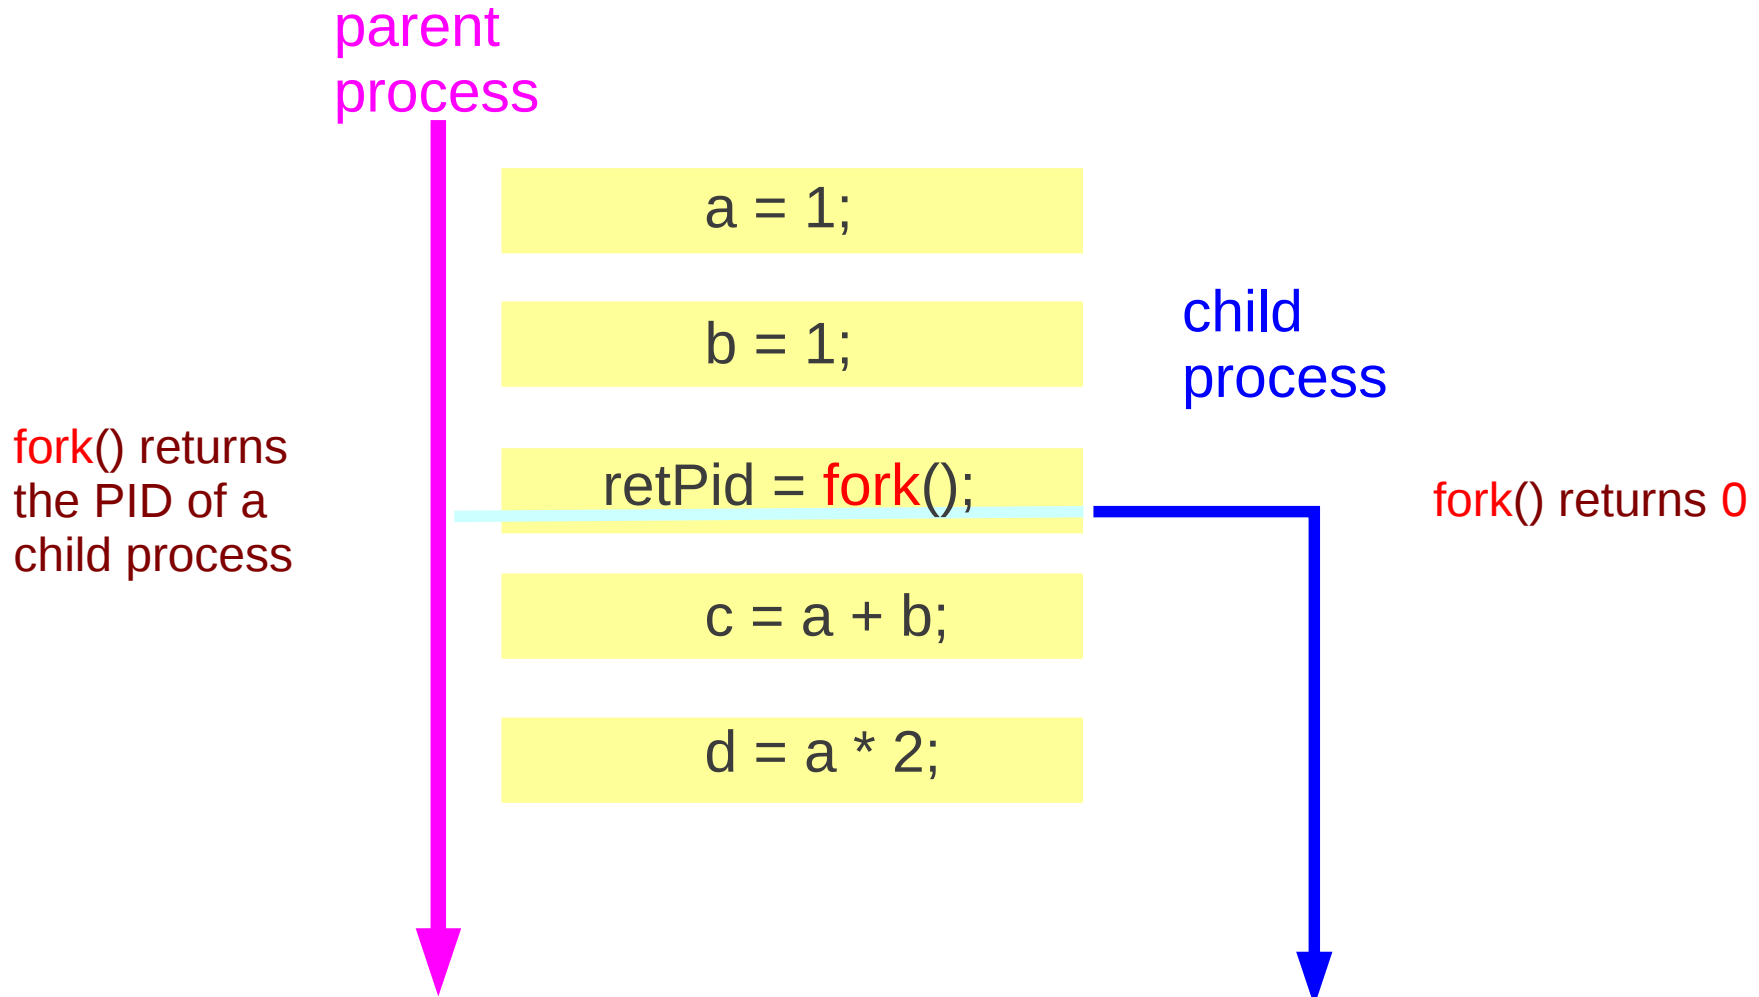 parent
process
a = 1;
b = 1;
child
process
fork() returns
the PID of a
child process
retPid = fork();
fork() returns 0
c = a + b;
d = a * 2;